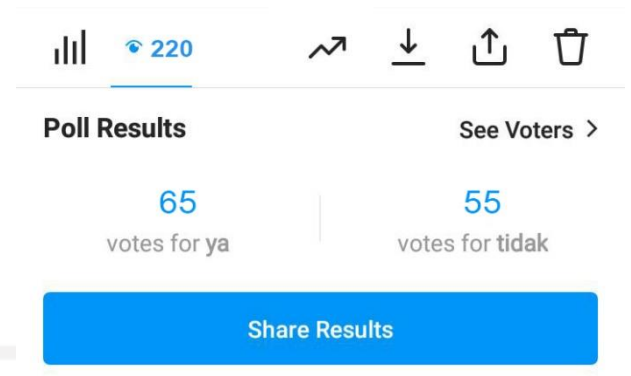 220
Poll Results See Voters >
65 55
votes for ya votes for tidak
Share Results